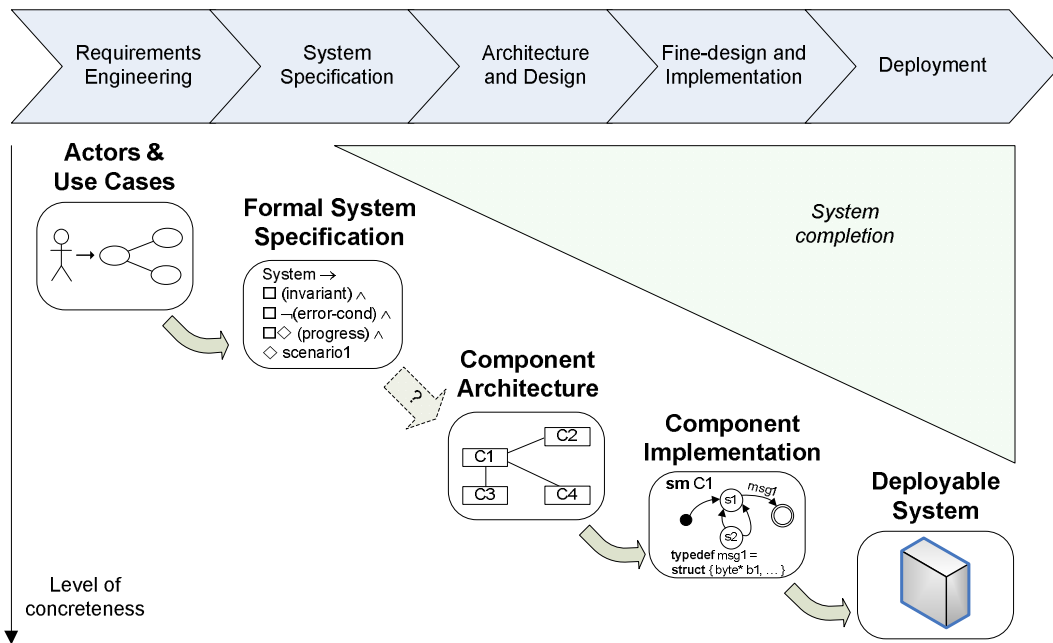 Requirements
Engineering
System
Specification
Architecture
and Design
Fine-design and
Implementation
Deployment
Actors &
Use Cases
Formal System
Specification
System →
□ (invariant) ∧
□ ¬(error-cond) ∧
□◇ (progress) ∧
◇ scenario1
System
completion
?
Component
Architecture
C1
C2
C3
C4
Component
Implementation
sm C1
s1
msg1
s2
typedef msg1 =
struct { byte* b1, ... }
Deployable
System
Level of
concreteness